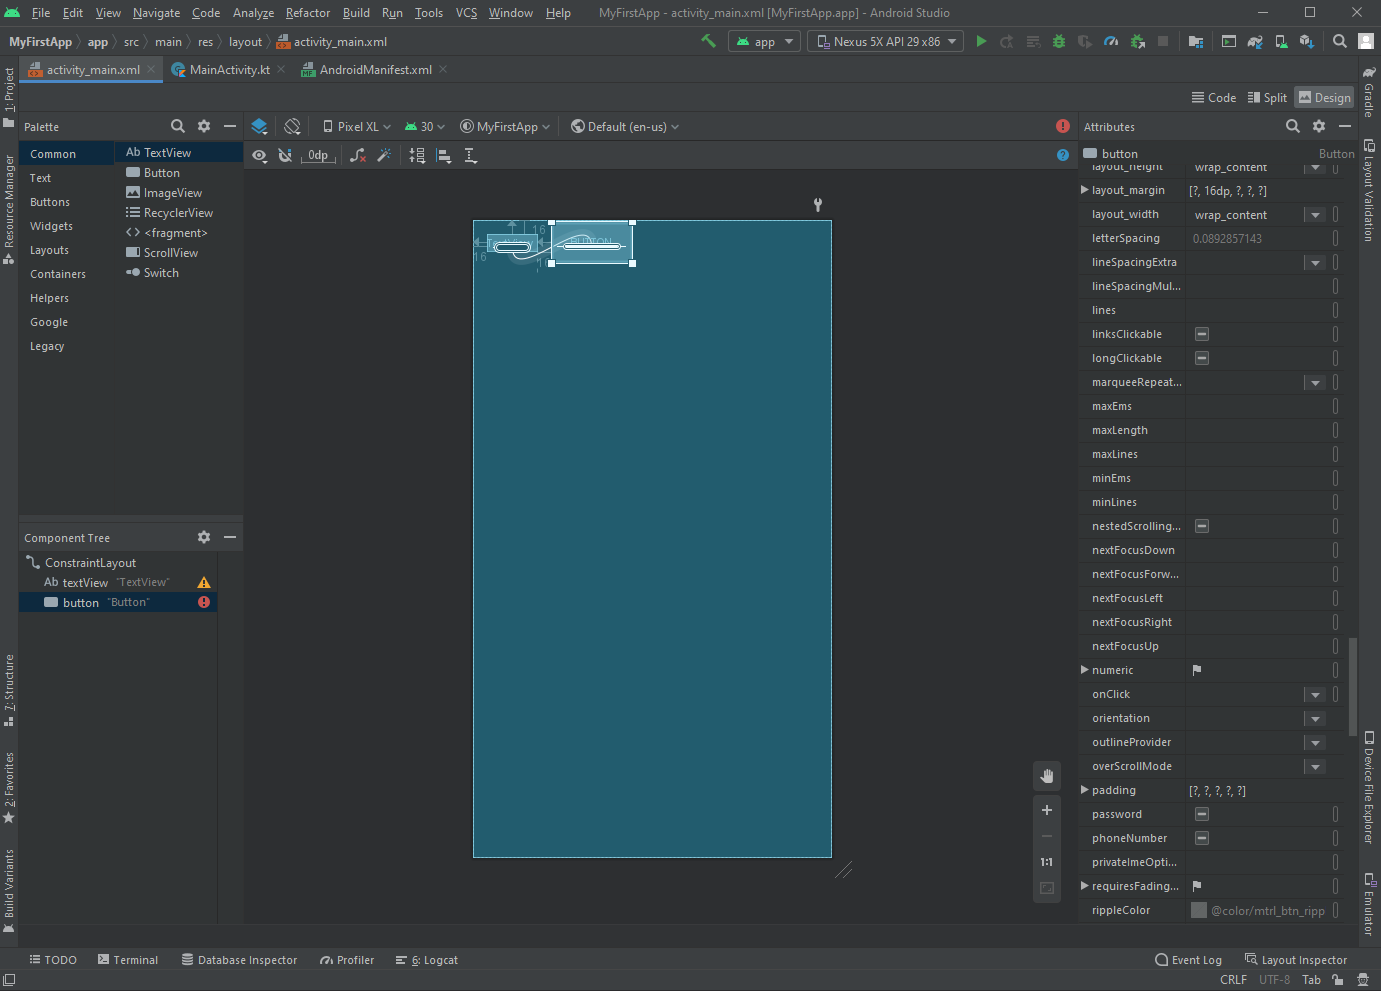 File Edit View Navigate Code Analyze Refactor Build Run Tools VCS Window Help MyFirstApp - activity_main.xml [MyFirstApp.app] - Android Studio
MyFirstApp app src main res layout activity_main.xml app Nexus 5X API 29 x86
activity_main.xml MainActivity.kt AndroidManifest.xml
Code Split Design
1: Project
Resource Manager
7: Structure
2: Favorites
Build Variants
Palette
Common
Text
Buttons
Widgets
Layouts
Containers
Helpers
Google
Legacy
Ab TextView
Button
ImageView
RecyclerView
<fragment>
ScrollView
Switch
Component Tree
ConstraintLayout
Ab textView "TextView"
button "Button"
Pixel XL 30 MyFirstApp Default (en-us)
0dp
16
BUTTON
16
1:1
Attributes
button Button
layout_height wrap_content
layout_margin [?, 16dp, ?, ?, ?]
layout_width wrap_content
letterSpacing 0.0892857143
lineSpacingExtra
lineSpacingMul...
lines
linksClickable
longClickable
marqueeRepeat...
maxEms
maxLength
maxLines
minEms
minLines
nestedScrolling...
nextFocusDown
nextFocusForw...
nextFocusLeft
nextFocusRight
nextFocusUp
numeric
onClick
orientation
outlineProvider
overScrollMode
padding [?, ?, ?, ?, ?]
password
phoneNumber
privateImeOpti...
requiresFading...
rippleColor @color/mtrl_btn_ripp
Gradle
Layout Validation
Device File Explorer
Emulator
TODO Terminal Database Inspector Profiler 6: Logcat Event Log Layout Inspector
CRLF UTF-8 Tab